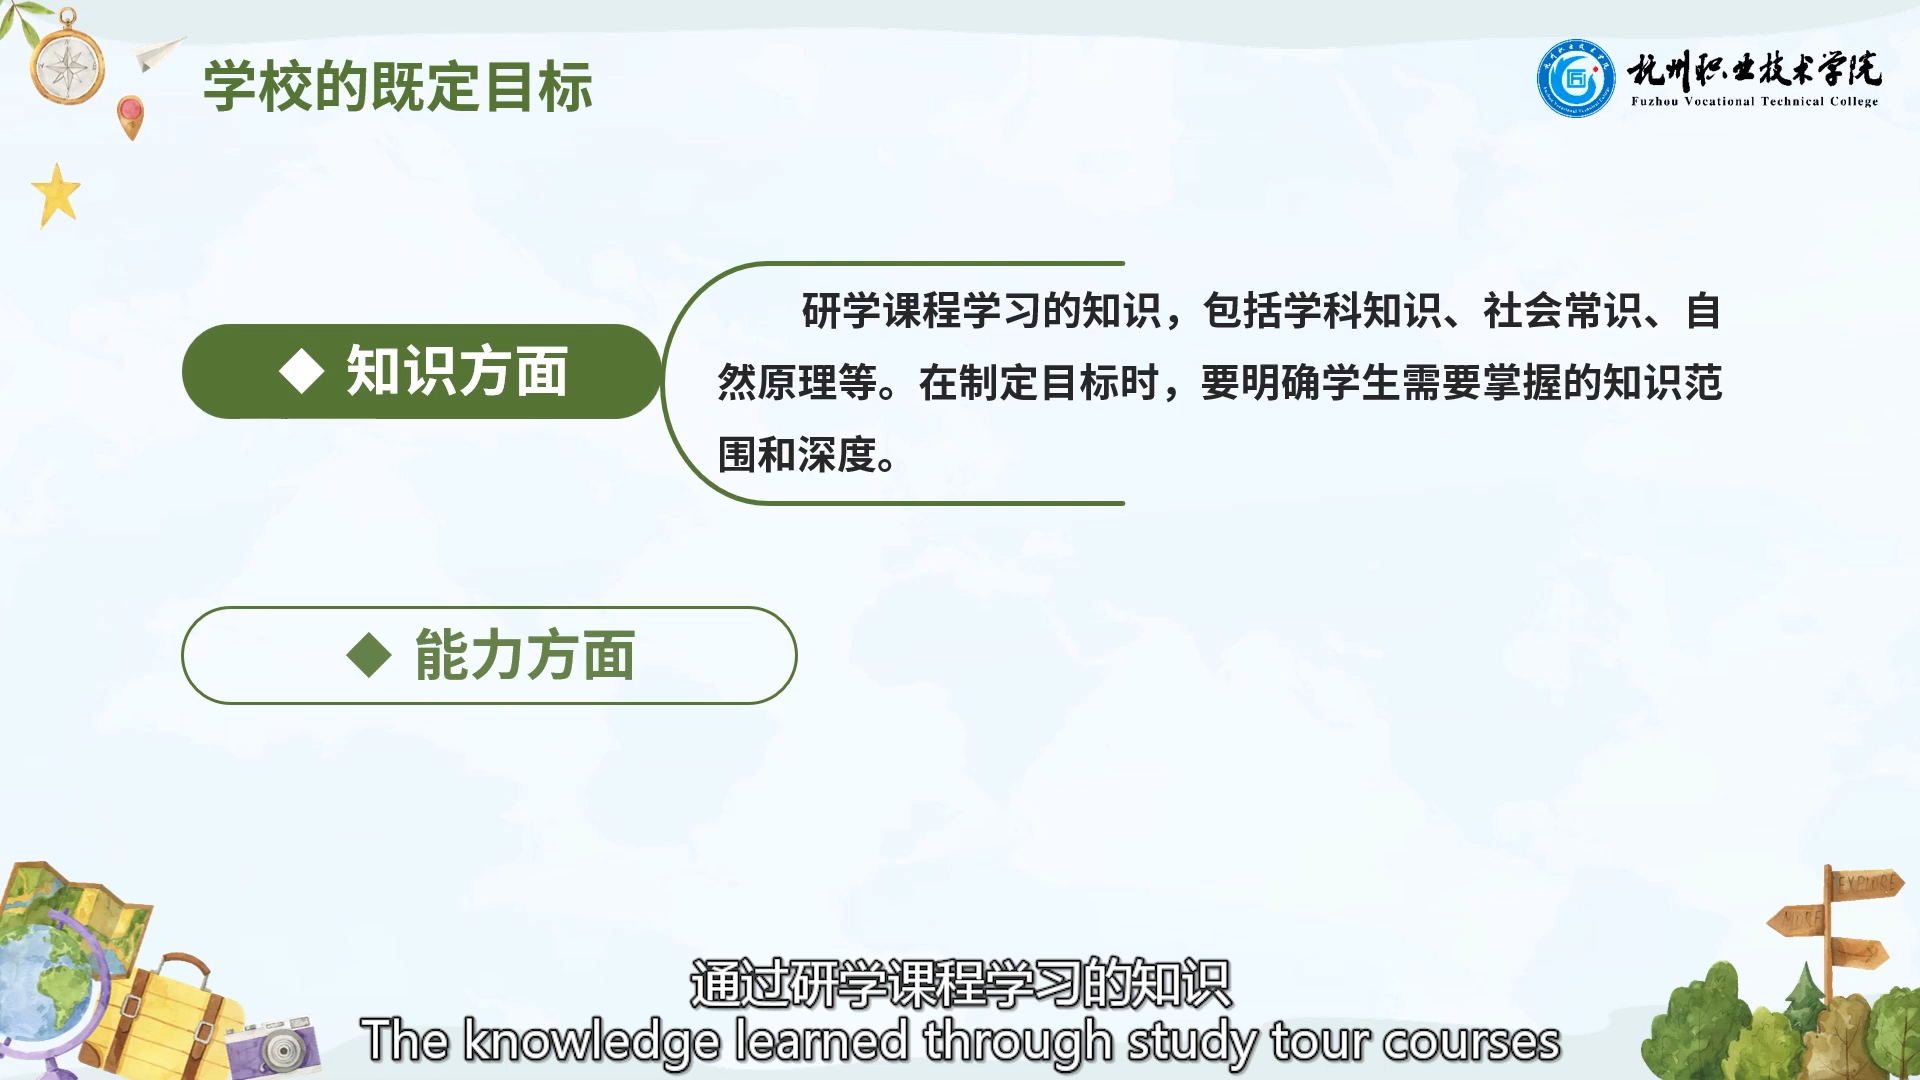 学校的既定目标
杭州职业技术学院
Fuzhou Vocational Technical College
◆ 知识方面
研学课程学习的知识，包括学科知识、社会常识、自
然原理等。在制定目标时，要明确学生需要掌握的知识范
围和深度。
◆ 能力方面
EXPLORE
MORE
通过研学课程学习的知识
The knowledge learned through study tour courses